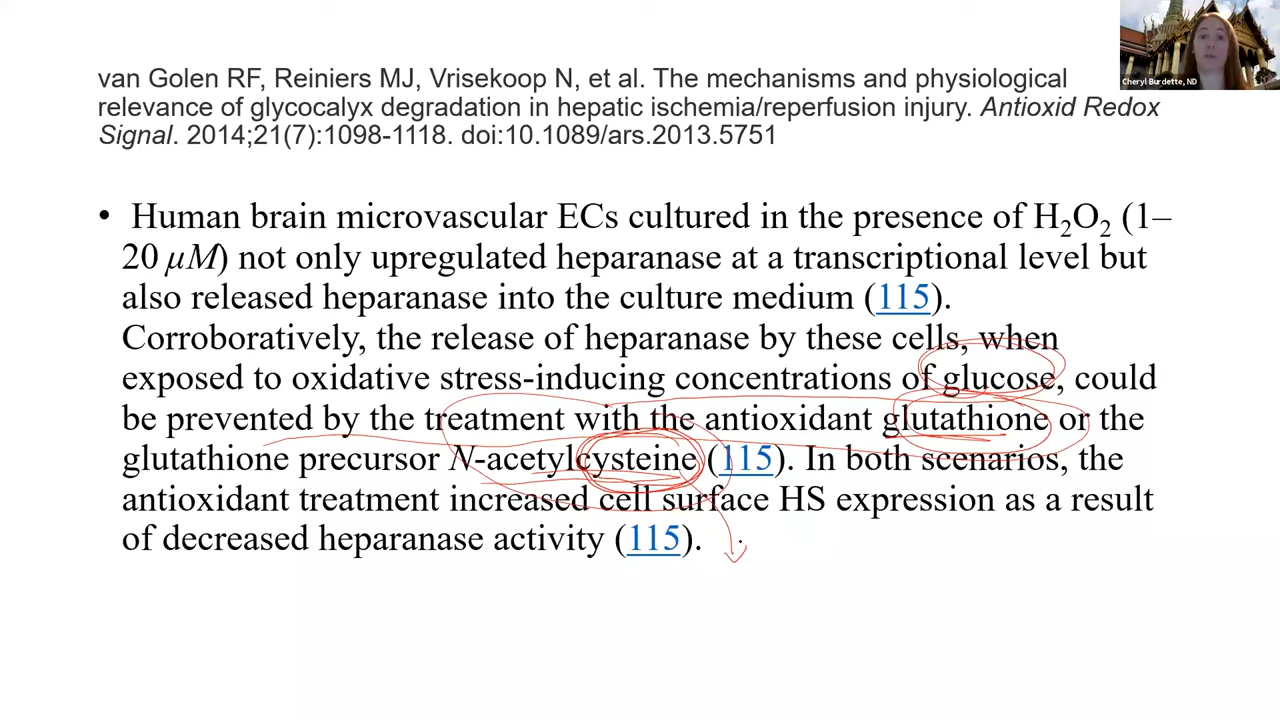 Cheryl Burdette, ND
van Golen RF, Reiniers MJ, Vrisekoop N, et al. The mechanisms and physiological
relevance of glycocalyx degradation in hepatic ischemia/reperfusion injury. Antioxid Redox
Signal. 2014;21(7):1098-1118. doi:10.1089/ars.2013.5751
• Human brain microvascular ECs cultured in the presence of H₂O₂ (1–
20 μM) not only upregulated heparanase at a transcriptional level but
also released heparanase into the culture medium (115).
Corroboratively, the release of heparanase by these cells, when
exposed to oxidative stress-inducing concentrations of glucose, could
be prevented by the treatment with the antioxidant glutathione or the
glutathione precursor N-acetylcysteine (115). In both scenarios, the
antioxidant treatment increased cell surface HS expression as a result
of decreased heparanase activity (115).